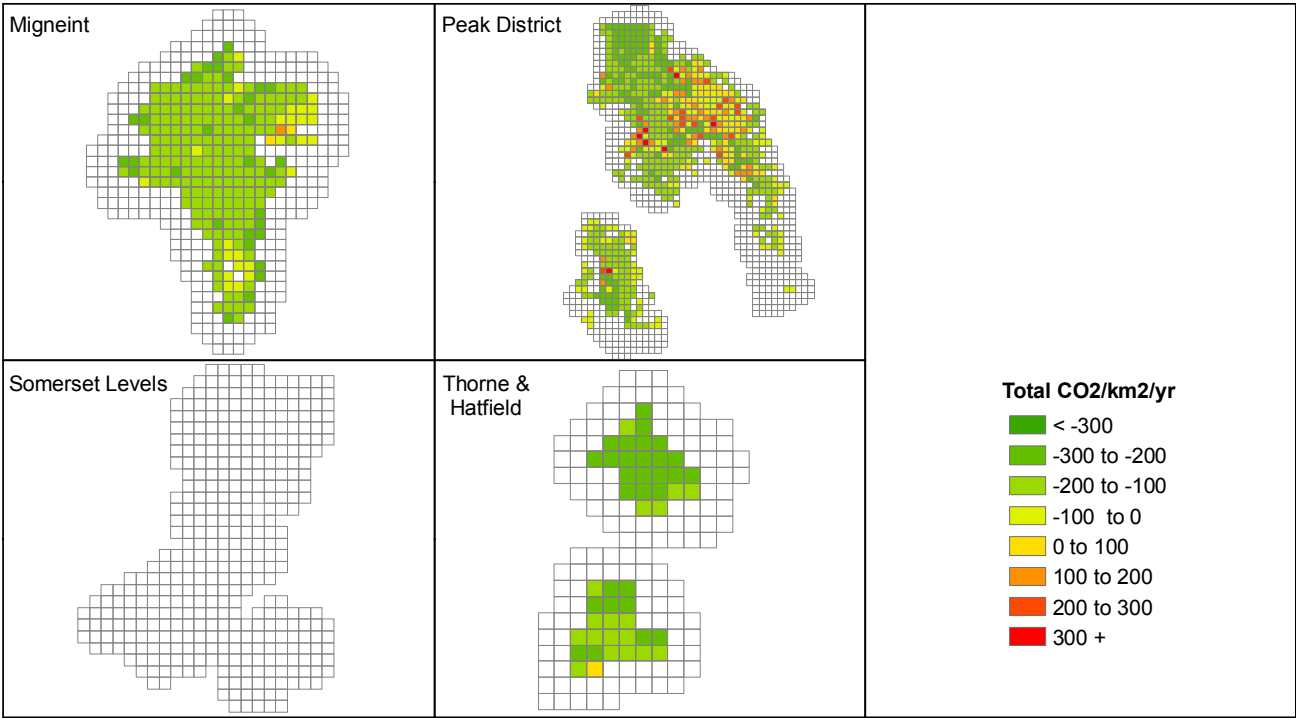 Migneint
Peak District
Somerset Levels
Thorne &
Hatfield
Total CO2/km2/yr
< -300
-300 to -200
-200 to -100
-100 to 0
0 to 100
100 to 200
200 to 300
300 +